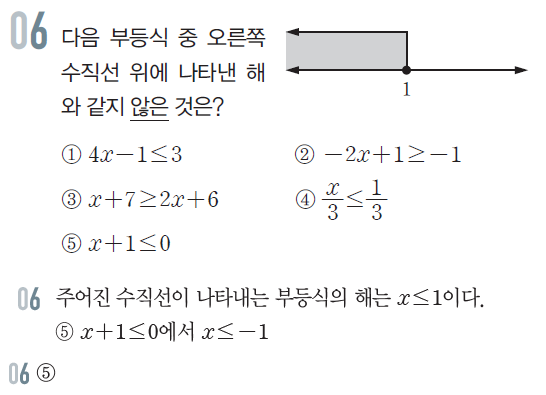 06 다음 부등식 중 오른쪽
수직선 위에 나타낸 해
와 같지 않은 것은?
1
① 4x-1≤3
② -2x+1≥-1
③ x+7≥2x+6
④ x/3≤1/3
⑤ x+1≤0
06 주어진 수직선이 나타내는 부등식의 해는 x≤1이다.
⑤ x+1≤0에서 x≤-1
06 ⑤